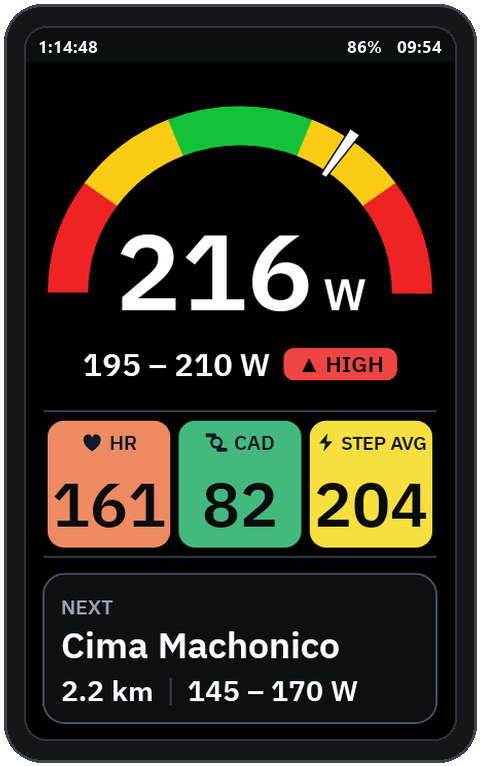 1:14:48 86% 09:54
216 W
195 – 210 W ▲ HIGH
HR CAD STEP AVG
161 82 204
NEXT
Cima Machonico
2.2 km | 145 – 170 W